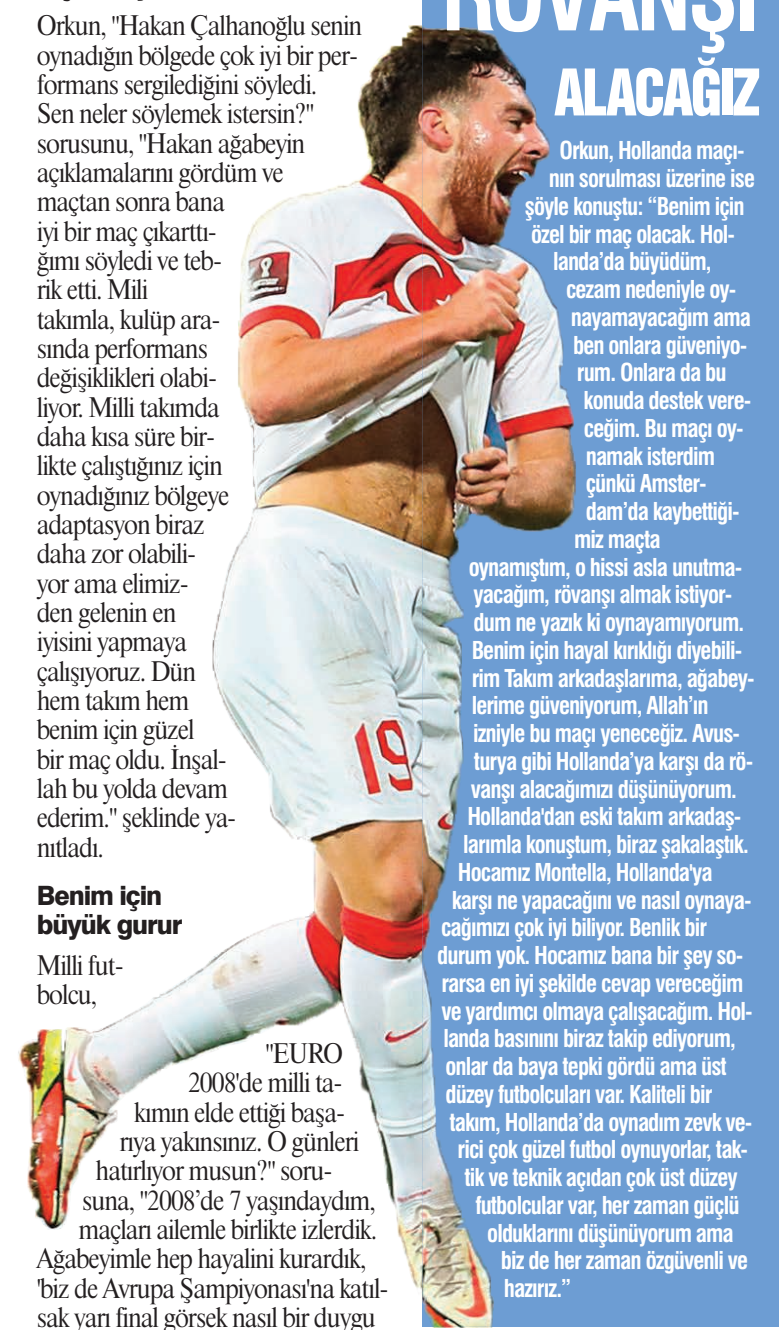 Orkun, "Hakan Çalhanoğlu senin
oynadığın bölgede çok iyi bir per-
formans sergilediğini söyledi.
Sen neler söylemek istersin?"
sorusunu, "Hakan ağabeyin
açıklamalarını gördüm ve
maçtan sonra bana
iyi bir maç çıkarttı-
ğımı söyledi ve teb-
rik etti. Mili
takımla, kulüp ara-
sında performans
değişiklikleri olabi-
liyor. Milli takımda
daha kısa süre bir-
likte çalıştığınız için
oynadığınız bölgeye
adaptasyon biraz
daha zor olabili-
yor ama elimiz-
den gelenin en
iyisini yapmaya
çalışıyoruz. Dün
hem takım hem
benim için güzel
bir maç oldu. İnşal-
lah bu yolda devam
ederim." şeklinde ya-
nıtladı.
Benim için
büyük gurur
Milli fut-
bolcu,
"EURO
2008'de milli ta-
kımın elde ettiği başa-
rıya yakınsınız. O günleri
hatırlıyor musun?" soru-
suna, "2008’de 7 yaşındaydım,
maçları ailemle birlikte izlerdik.
Ağabeyimle hep hayalini kurardık,
'biz de Avrupa Şampiyonası'na katıl-
sak yarı final görsek nasıl bir duygu
RÖVANŞI
ALACAĞIZ
Orkun, Hollanda maçı-
nın sorulması üzerine ise
şöyle konuştu: “Benim için
özel bir maç olacak. Hol-
landa’da büyüdüm,
cezam nedeniyle oy-
nayamayacağım ama
ben onlara güveniyo-
rum. Onlara da bu
konuda destek vere-
ceğim. Bu maçı oy-
namak isterdim
çünkü Amster-
dam’da kaybettiği-
miz maçta
oynamıştım, o hissi asla unutma-
yacağım, rövanşı almak istiyor-
dum ne yazık ki oynayamıyorum.
Benim için hayal kırıklığı diyebili-
rim Takım arkadaşlarıma, ağabey-
lerime güveniyorum, Allah’ın
izniyle bu maçı yeneceğiz. Avus-
turya gibi Hollanda’ya karşı da rö-
vanşı alacağımızı düşünüyorum.
Hollanda'dan eski takım arkadaş-
larımla konuştum, biraz şakalaştık.
Hocamız Montella, Hollanda'ya
karşı ne yapacağını ve nasıl oynaya-
cağımızı çok iyi biliyor. Benlik bir
durum yok. Hocamız bana bir şey so-
rarsa en iyi şekilde cevap vereceğim
ve yardımcı olmaya çalışacağım. Hol-
landa basınını biraz takip ediyorum,
onlar da baya tepki gördü ama üst
düzey futbolcuları var. Kaliteli bir
takım, Hollanda’da oynadım zevk ve-
rici çok güzel futbol oynuyorlar, tak-
tik ve teknik açıdan çok üst düzey
futbolcular var, her zaman güçlü
olduklarını düşünüyorum ama
biz de her zaman özgüvenli ve
hazırız.”
19